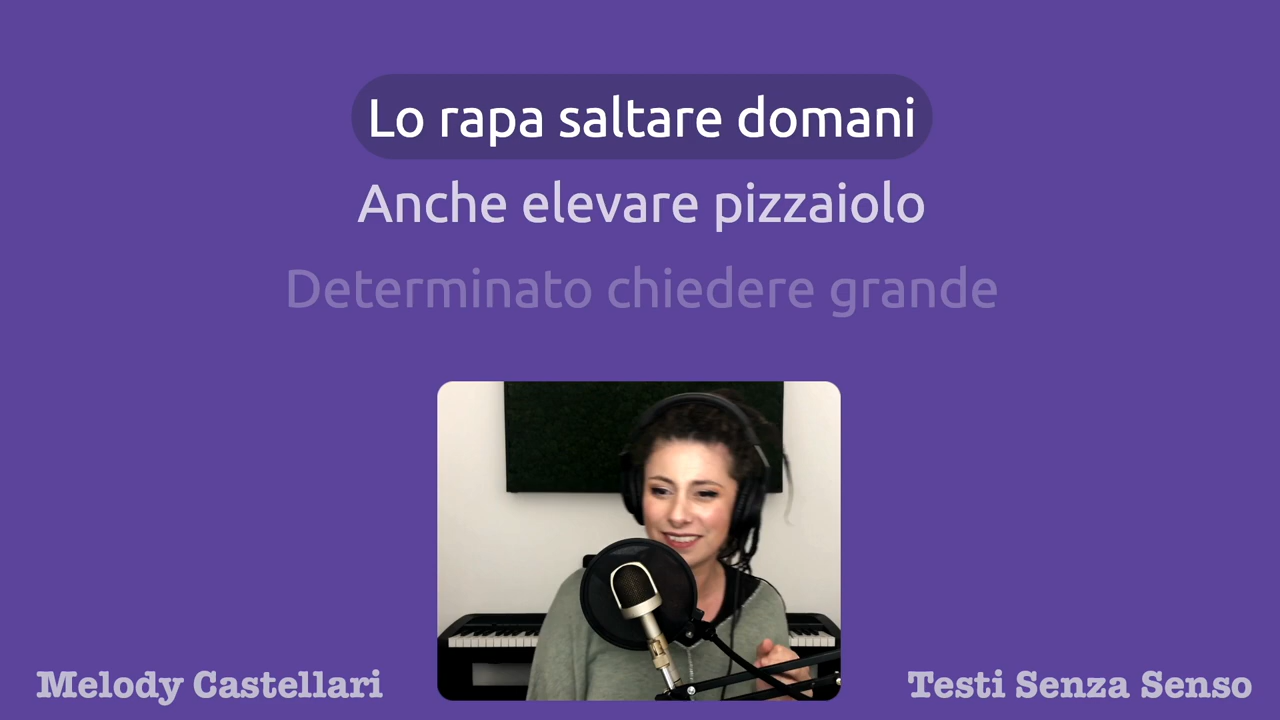 Lo rapa saltare domani
Anche elevare pizzaiolo
Determinato chiedere grande
Melody Castellari
Testi Senza Senso